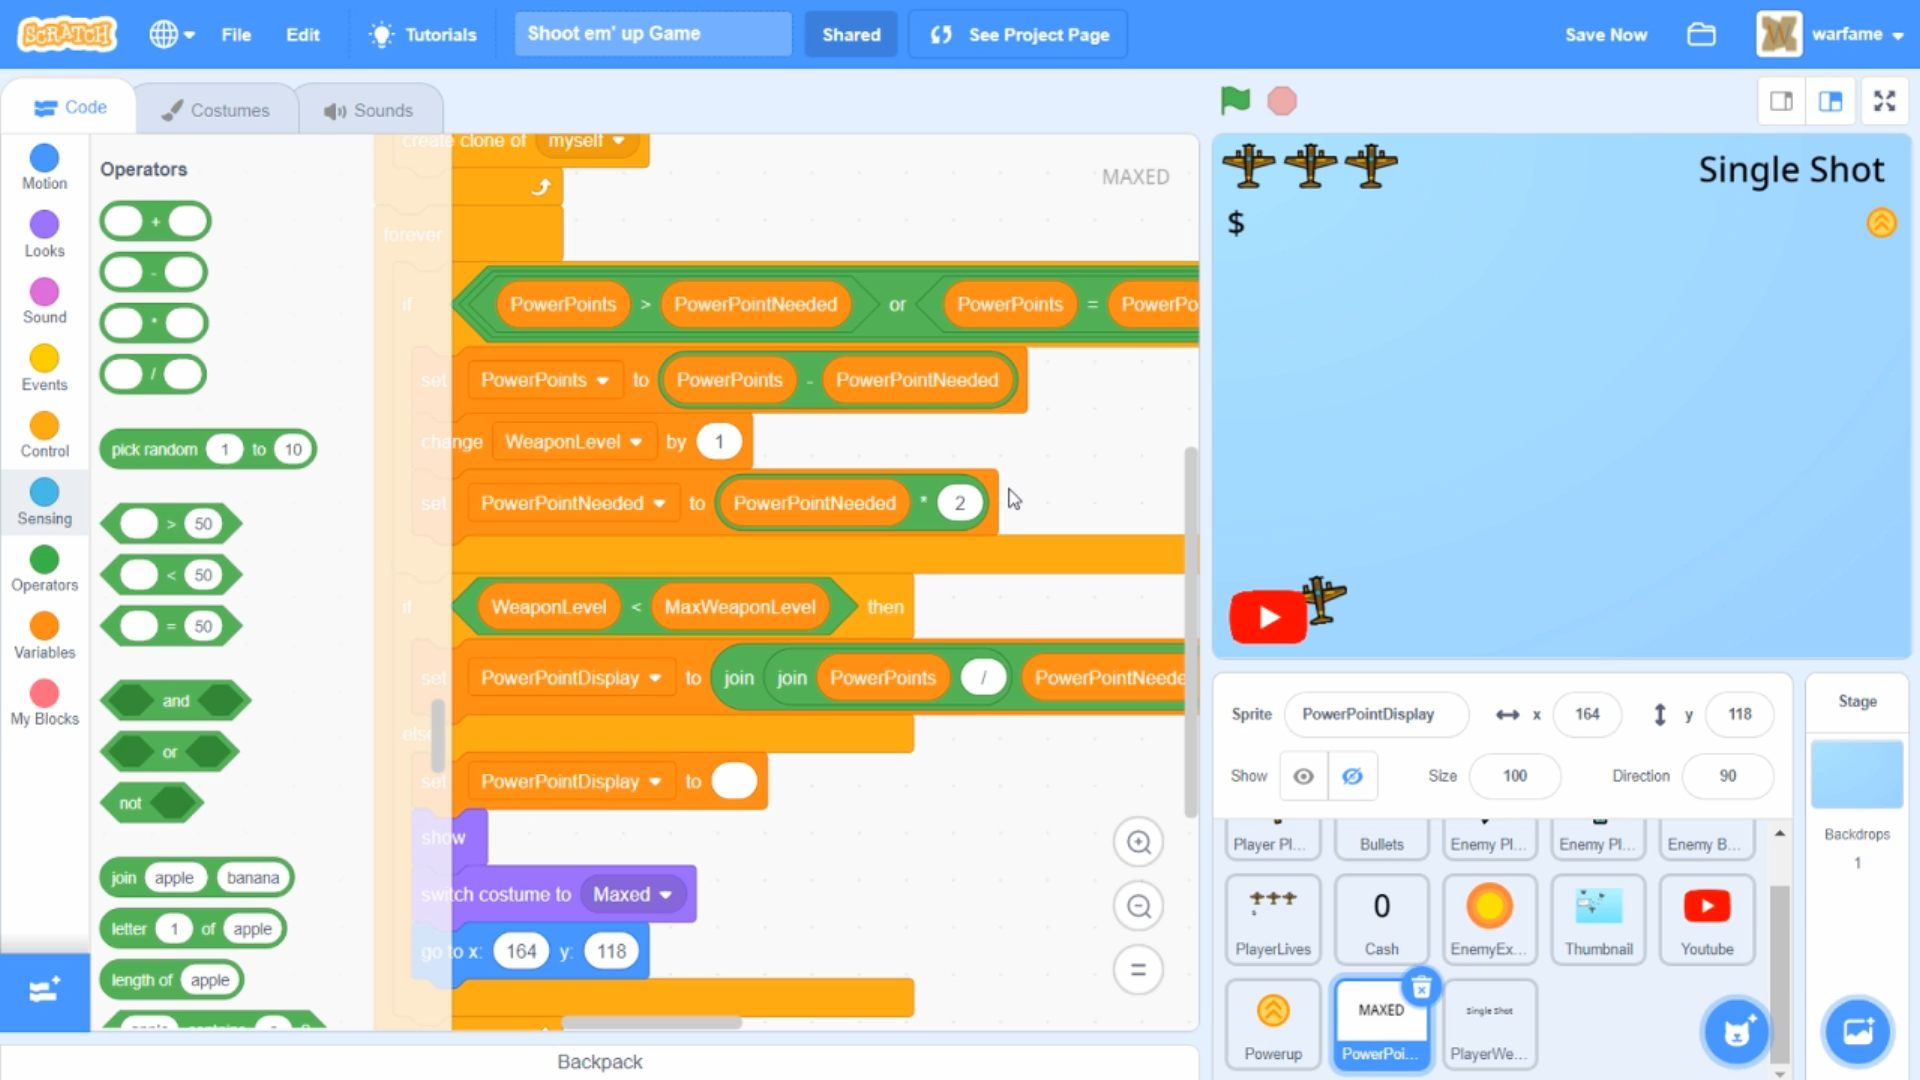 SCRATCH
File
Edit
Tutorials
Shoot em' up Game
Shared
See Project Page
Save Now
warfame
Code
Costumes
Sounds
Motion
Looks
Sound
Events
Control
Sensing
Operators
Variables
My Blocks
Operators
+
-
*
/
pick random 1 to 10
> 50
< 50
= 50
and
or
not
join apple banana
letter 1 of apple
length of apple
create clone of myself
forever
MAXED
if PowerPoints > PowerPointNeeded or PowerPoints = PowerPo
set PowerPoints to PowerPoints - PowerPointNeeded
change WeaponLevel by 1
set PowerPointNeeded to PowerPointNeeded * 2
if WeaponLevel < MaxWeaponLevel then
set PowerPointDisplay to join join PowerPoints / PowerPointNeede
else
set PowerPointDisplay to
show
switch costume to Maxed
go to x: 164 y: 118
Backpack
Single Shot
$
Sprite PowerPointDisplay x 164 y 118
Show Size 100 Direction 90
Player Pl...
Bullets
Enemy Pl...
Enemy Pl...
Enemy B...
PlayerLives
0
Cash
EnemyEx...
Thumbnail
Youtube
Powerup
MAXED
PowerPoi...
Single Shot
PlayerWe...
Stage
Backdrops
1